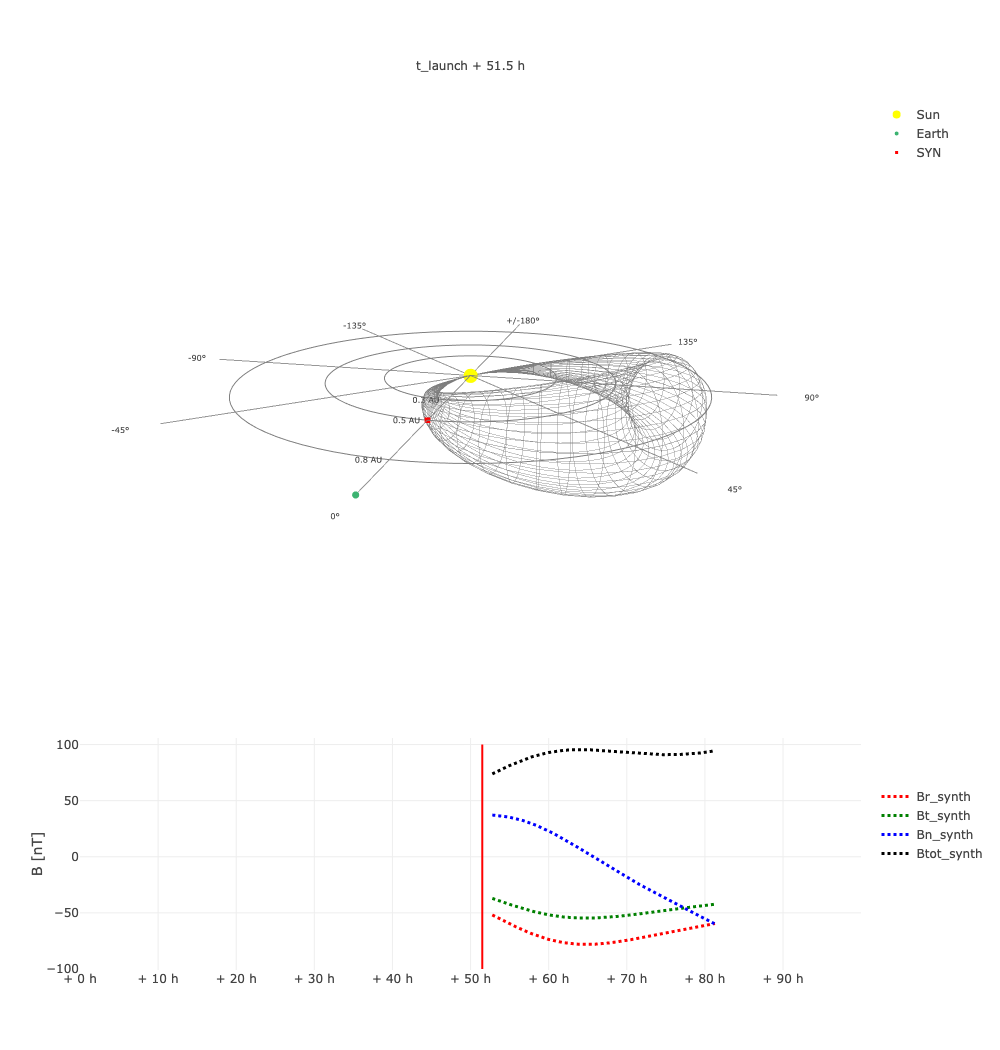 t_launch + 51.5 h
Sun
Earth
SYN
+/-180°
-135°
135°
-90°
90°
0.3 AU
0.5 AU
-45°
0.8 AU
45°
0°
B [nT]
100
50
0
−50
−100
+ 0 h
+ 10 h
+ 20 h
+ 30 h
+ 40 h
+ 50 h
+ 60 h
+ 70 h
+ 80 h
+ 90 h
Br_synth
Bt_synth
Bn_synth
Btot_synth